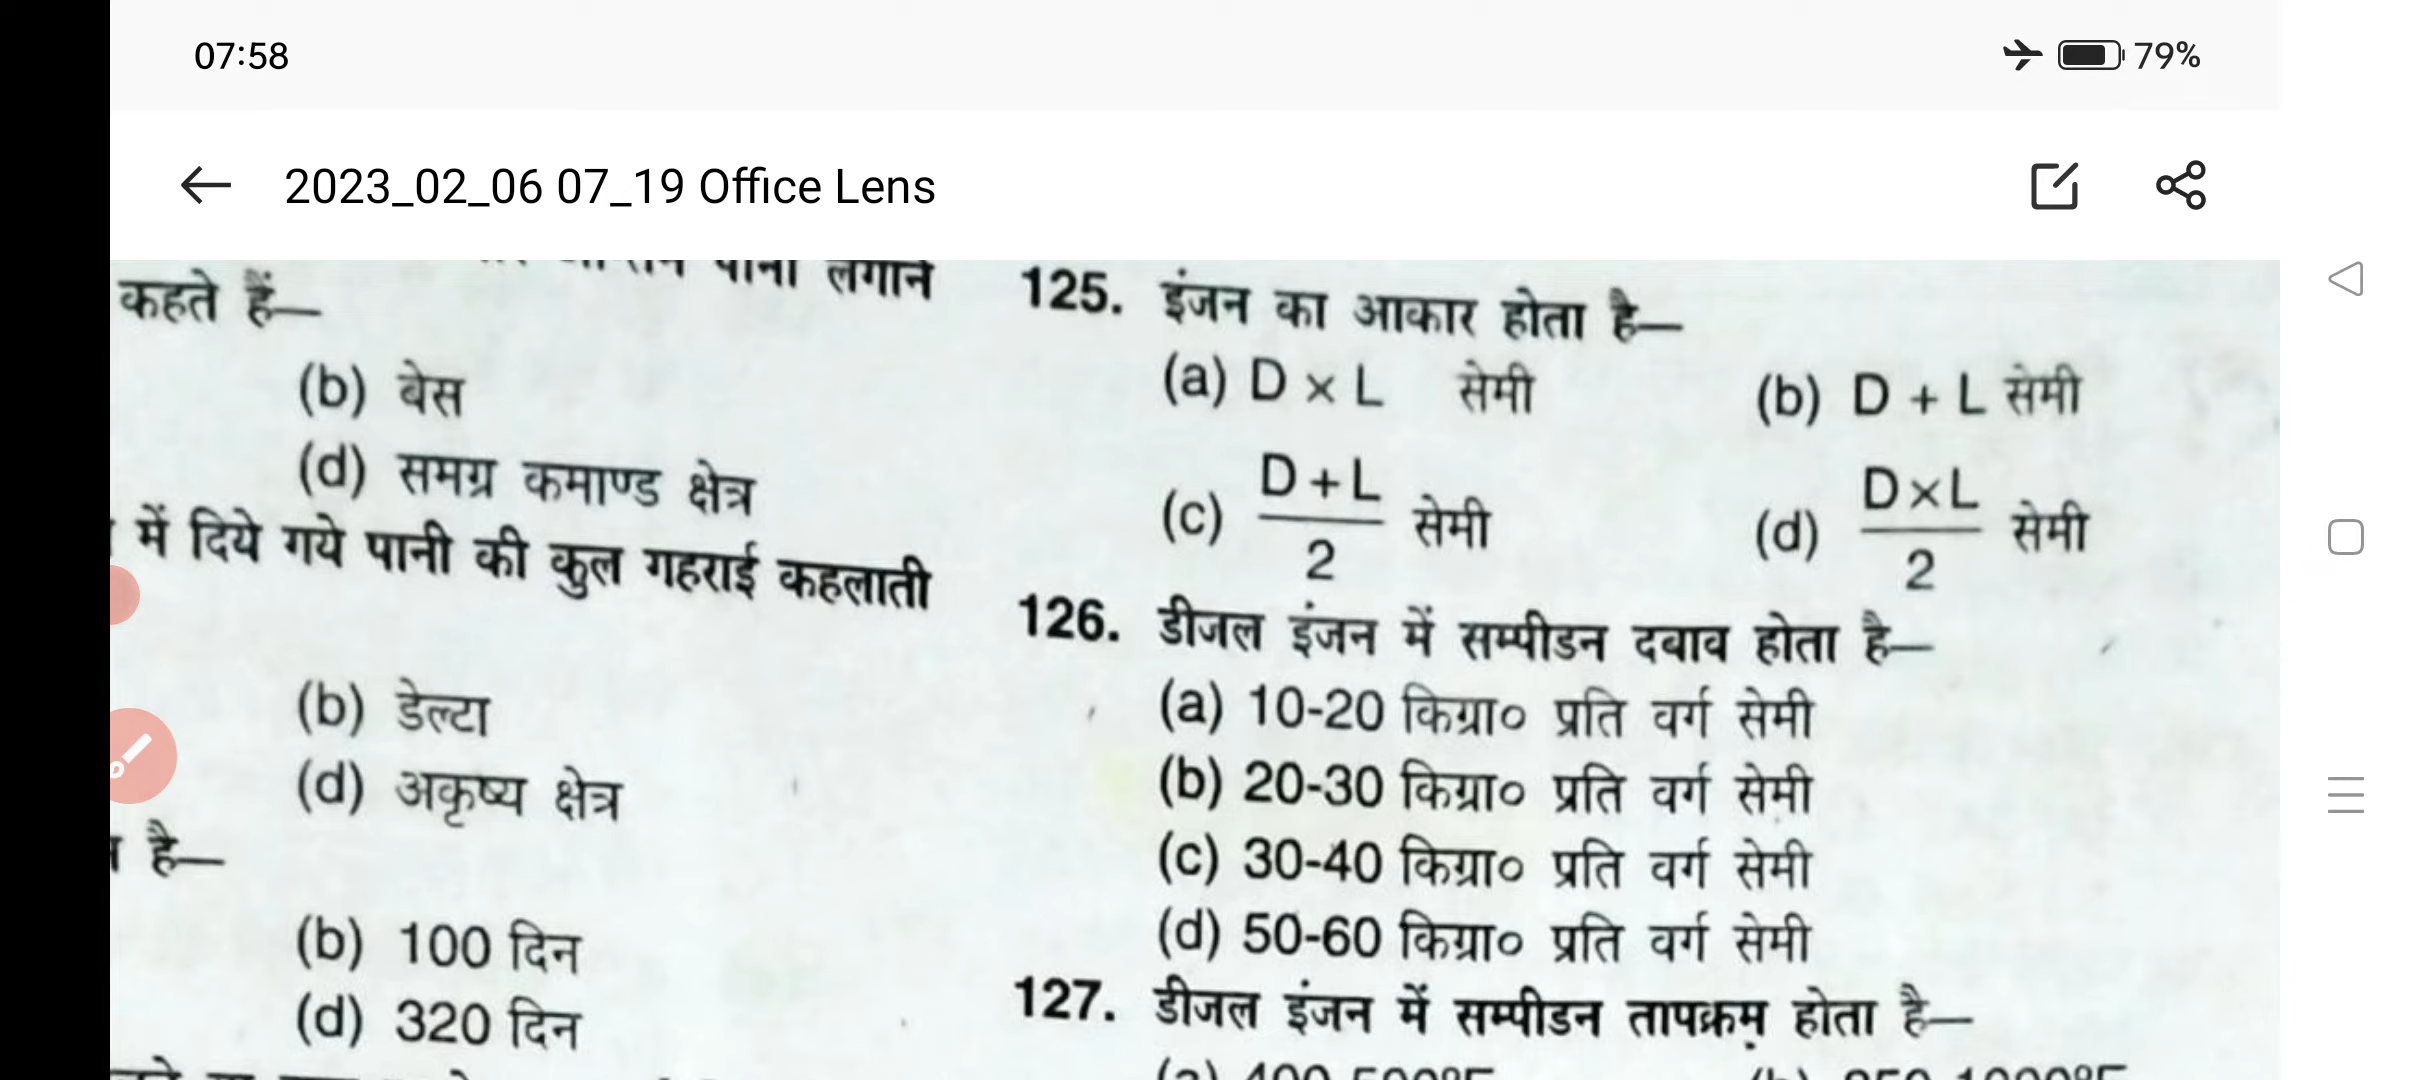 07:58
79%
2023_02_06 07_19 Office Lens
पानी लगाने
कहते हैं—
(b) बेस
(d) समग्र कमाण्ड क्षेत्र
में दिये गये पानी की कुल गहराई कहलाती
(b) डेल्टा
(d) अकृष्य क्षेत्र
है—
(b) 100 दिन
(d) 320 दिन
125. इंजन का आकार होता है—
(a) D × L सेमी (b) D + L सेमी
(c) D+L/2 सेमी (d) D×L/2 सेमी
126. डीजल इंजन में सम्पीडन दबाव होता है—
(a) 10-20 किग्रा० प्रति वर्ग सेमी
(b) 20-30 किग्रा० प्रति वर्ग सेमी
(c) 30-40 किग्रा० प्रति वर्ग सेमी
(d) 50-60 किग्रा० प्रति वर्ग सेमी
127. डीजल इंजन में सम्पीडन तापक्रम होता है—